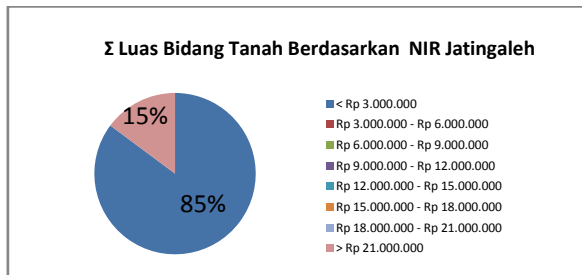 Σ Luas Bidang Tanah Berdasarkan NIR Jatingaleh
15%
85%
< Rp 3.000.000
Rp 3.000.000 - Rp 6.000.000
Rp 6.000.000 - Rp 9.000.000
Rp 9.000.000 - Rp 12.000.000
Rp 12.000.000 - Rp 15.000.000
Rp 15.000.000 - Rp 18.000.000
Rp 18.000.000 - Rp 21.000.000
> Rp 21.000.000